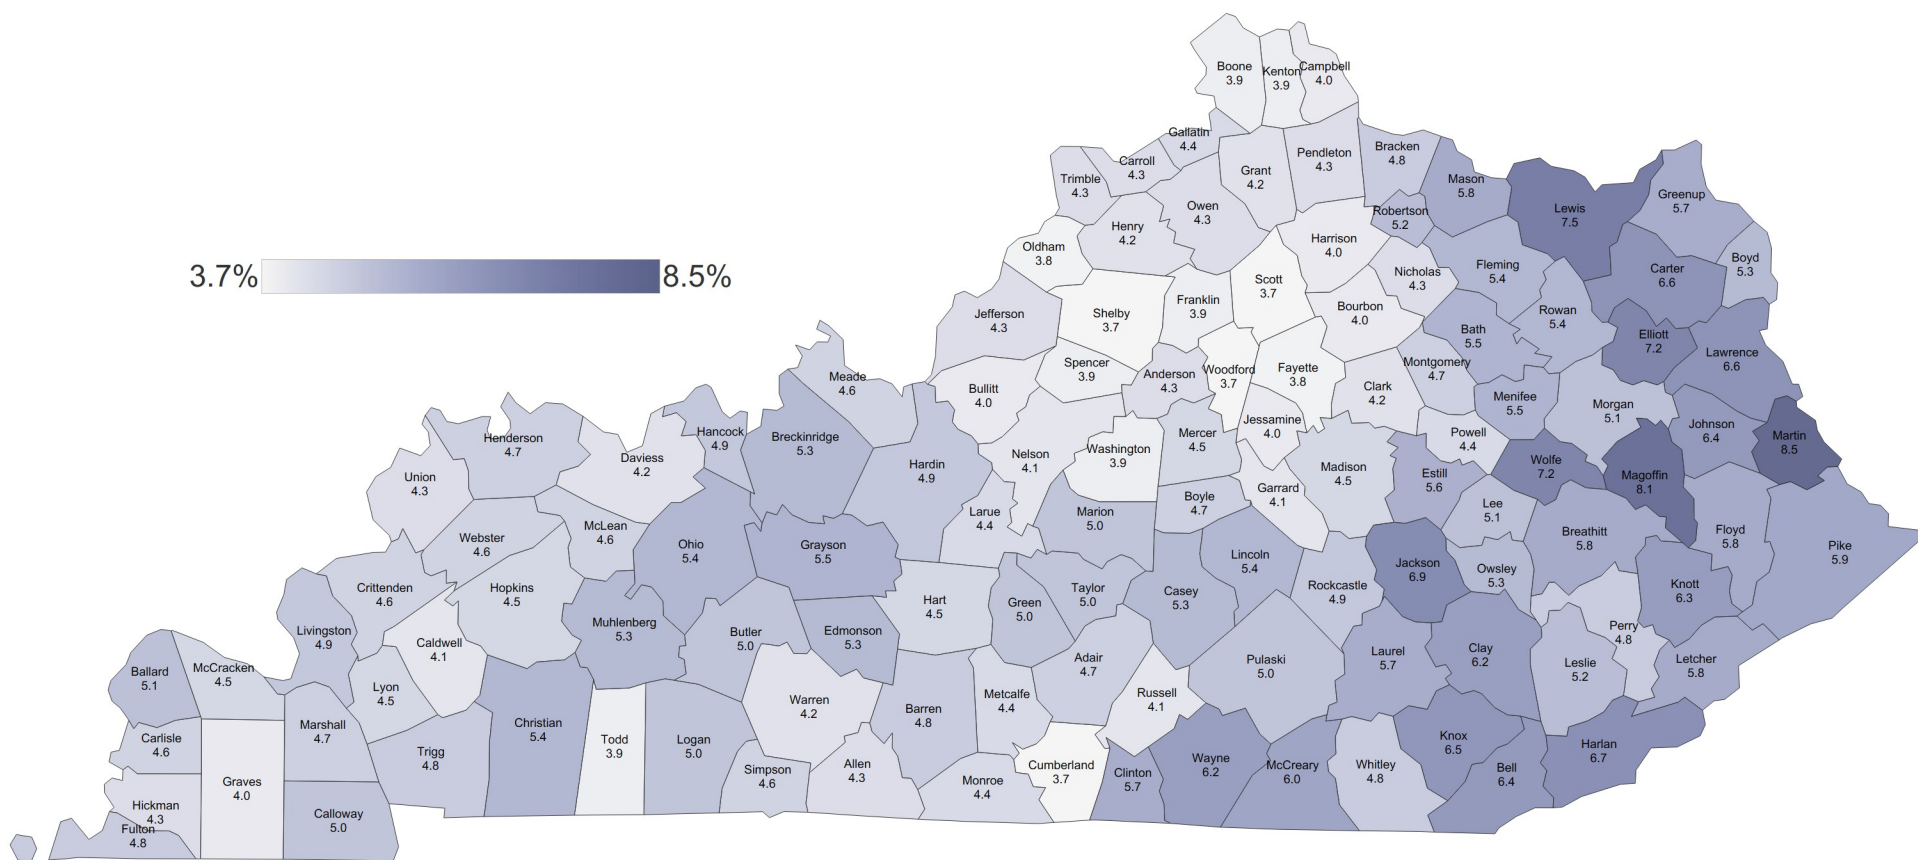 Boone
3.9
Kenton
3.9
Campbell
4.0
Gallatin
4.4
Carroll
4.3
Trimble
4.3
Grant
4.2
Pendleton
4.3
Bracken
4.8
Mason
5.8
Lewis
7.5
Greenup
5.7
Owen
4.3
Robertson
5.2
Henry
4.2
Oldham
3.8
Harrison
4.0
Nicholas
4.3
Fleming
5.4
Carter
6.6
Boyd
5.3
3.7%
8.5%
Scott
3.7
Franklin
3.9
Shelby
3.7
Jefferson
4.3
Bourbon
4.0
Bath
5.5
Rowan
5.4
Elliott
7.2
Lawrence
6.6
Spencer
3.9
Anderson
4.3
Woodford
3.7
Fayette
3.8
Clark
4.2
Montgomery
4.7
Menifee
5.5
Morgan
5.1
Meade
4.6
Bullitt
4.0
Jessamine
4.0
Powell
4.4
Johnson
6.4
Martin
8.5
Henderson
4.7
Daviess
4.2
Hancock
4.9
Breckinridge
5.3
Hardin
4.9
Nelson
4.1
Washington
3.9
Mercer
4.5
Madison
4.5
Estill
5.6
Wolfe
7.2
Magoffin
8.1
Union
4.3
Garrard
4.1
Boyle
4.7
Larue
4.4
Marion
5.0
Lee
5.1
Breathitt
5.8
Floyd
5.8
Pike
5.9
Webster
4.6
McLean
4.6
Ohio
5.4
Grayson
5.5
Lincoln
5.4
Jackson
6.9
Owsley
5.3
Knott
6.3
Crittenden
4.6
Hopkins
4.5
Hart
4.5
Green
5.0
Taylor
5.0
Casey
5.3
Rockcastle
4.9
Livingston
4.9
Caldwell
4.1
Muhlenberg
5.3
Butler
5.0
Edmonson
5.3
Perry
4.8
Ballard
5.1
McCracken
4.5
Lyon
4.5
Adair
4.7
Pulaski
5.0
Laurel
5.7
Clay
6.2
Leslie
5.2
Letcher
5.8
Warren
4.2
Barren
4.8
Metcalfe
4.4
Russell
4.1
Marshall
4.7
Carlisle
4.6
Trigg
4.8
Christian
5.4
Todd
3.9
Logan
5.0
Simpson
4.6
Allen
4.3
Monroe
4.4
Cumberland
3.7
Clinton
5.7
Wayne
6.2
McCreary
6.0
Whitley
4.8
Knox
6.5
Bell
6.4
Harlan
6.7
Graves
4.0
Hickman
4.3
Calloway
5.0
Fulton
4.8